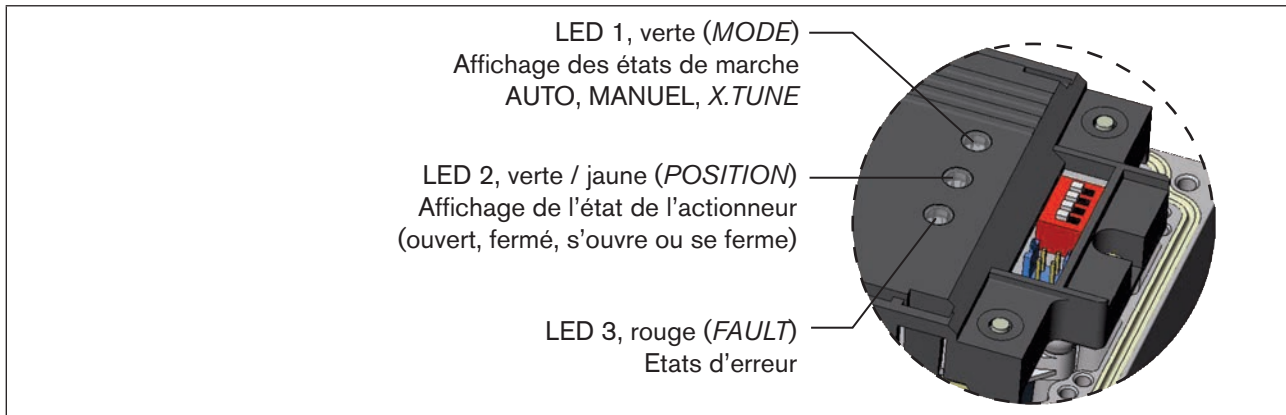 LED 1, verte (MODE)
Affichage des états de marche
AUTO, MANUEL, X.TUNE
LED 2, verte / jaune (POSITION)
Affichage de l’état de l’actionneur
(ouvert, fermé, s’ouvre ou se ferme)
LED 3, rouge (FAULT)
Etats d'erreur